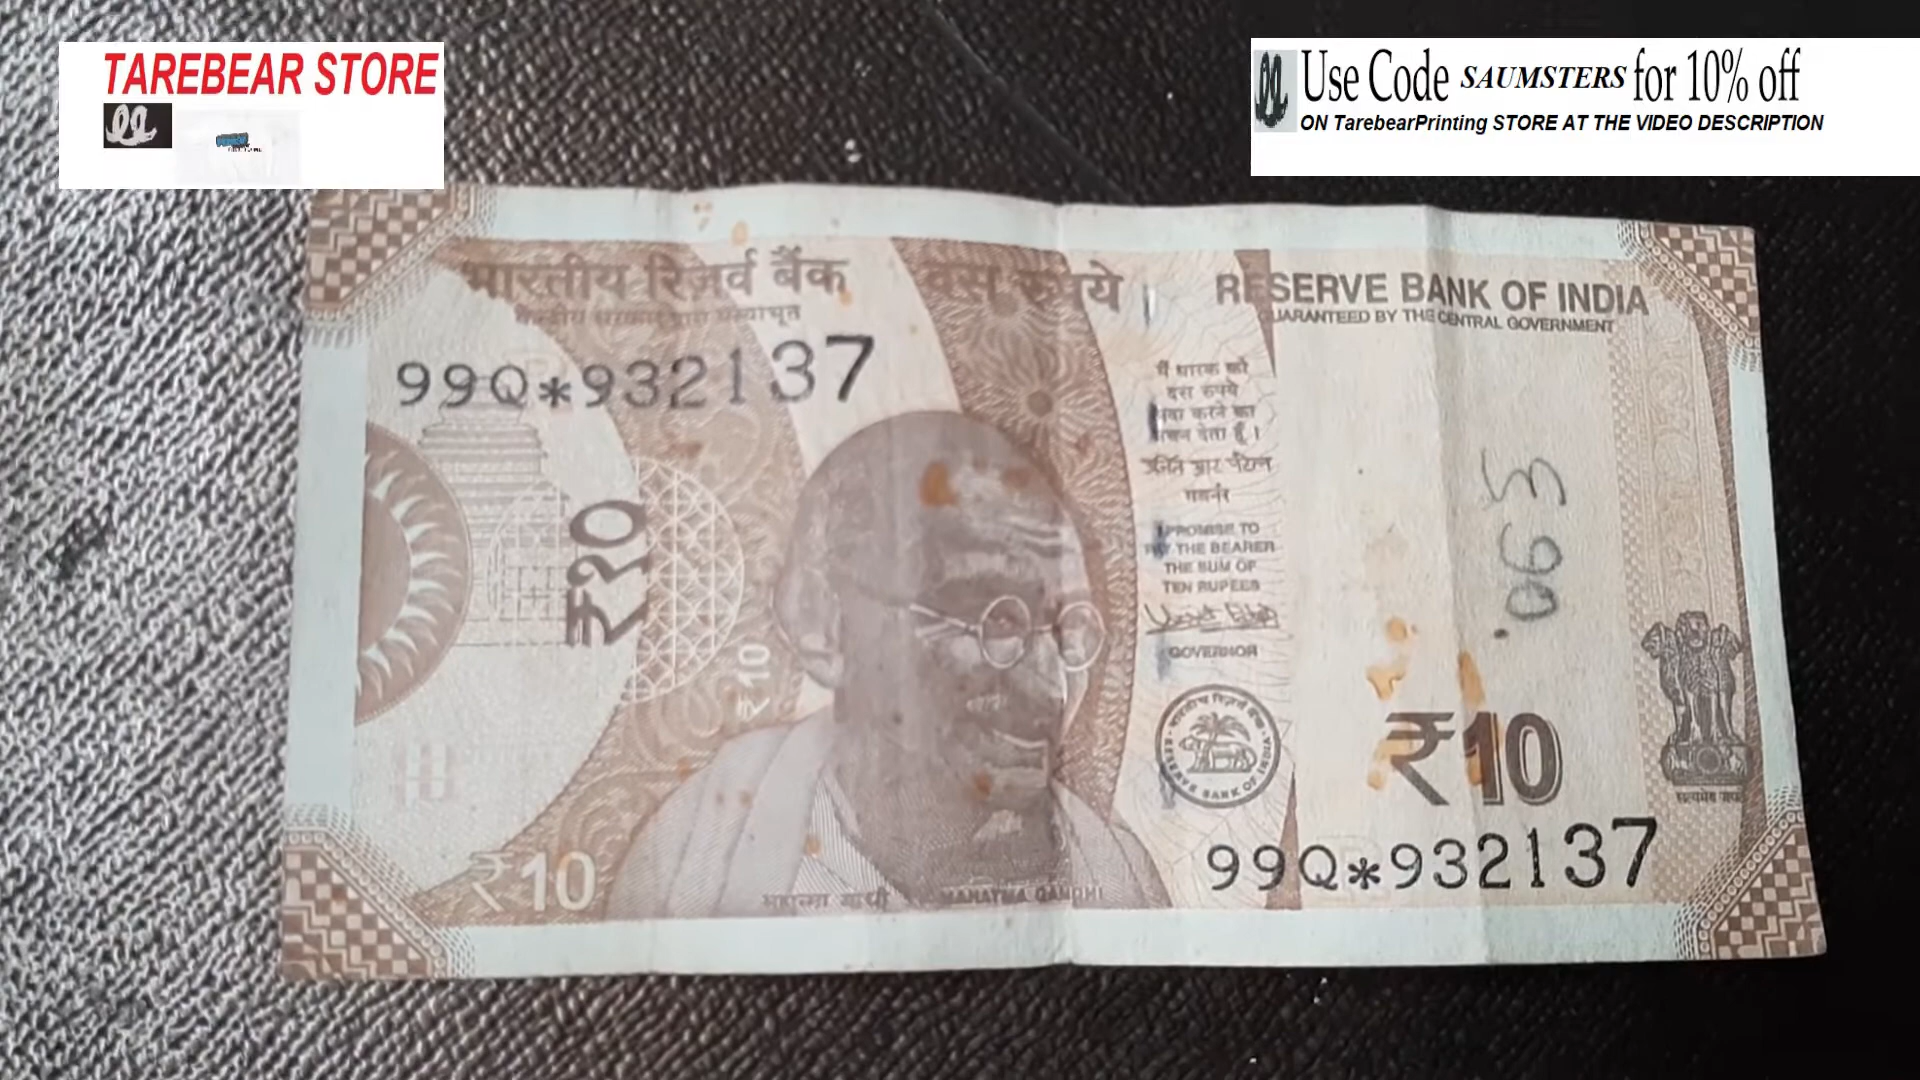 TAREBEAR STORE
Use Code SAUMSTERS for 10% off
ON TarebearPrinting STORE AT THE VIDEO DESCRIPTION
भारतीय रिज़र्व बैंक
दस रुपये
RESERVE BANK OF INDIA
GUARANTEED BY THE CENTRAL GOVERNMENT
99Q*932137
मैं धारक को
दस रुपये
अदा करने का
वचन देता हूँ।
गवर्नर
I PROMISE TO
PAY THE BEARER
THE SUM OF
TEN RUPEES
GOVERNOR
₹१०
₹10
RESERVE BANK OF INDIA
₹10
99Q*932137
₹10
महात्मा गांधी MAHATMA GANDHI